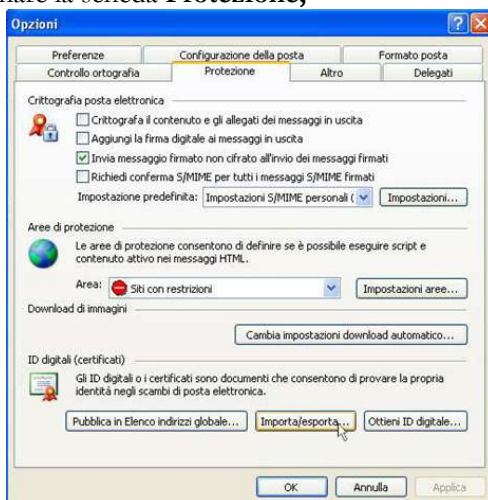 nare la scheda Protezione,
Opzioni
Preferenze Configurazione della posta Formato posta
Controllo ortografia Protezione Altro Delegati
Crittografia posta elettronica
Crittografa il contenuto e gli allegati dei messaggi in uscita
Aggiungi la firma digitale ai messaggi in uscita
Invia messaggio firmato non cifrato all'invio dei messaggi firmati
Richiedi conferma S/MIME per tutti i messaggi S/MIME firmati
Impostazione predefinita: Impostazioni S/MIME personali ( Impostazioni...
Aree di protezione
Le aree di protezione consentono di definire se è possibile eseguire script e
contenuto attivo nei messaggi HTML.
Area: Siti con restrizioni Impostazioni aree...
Download di immagini
Cambia impostazioni download automatico...
ID digitali (certificati)
Gli ID digitali o i certificati sono documenti che consentono di provare la propria
identità negli scambi di posta elettronica.
Pubblica in Elenco indirizzi globale... Importa/esporta... Ottieni ID digitale...
OK Annulla Applica